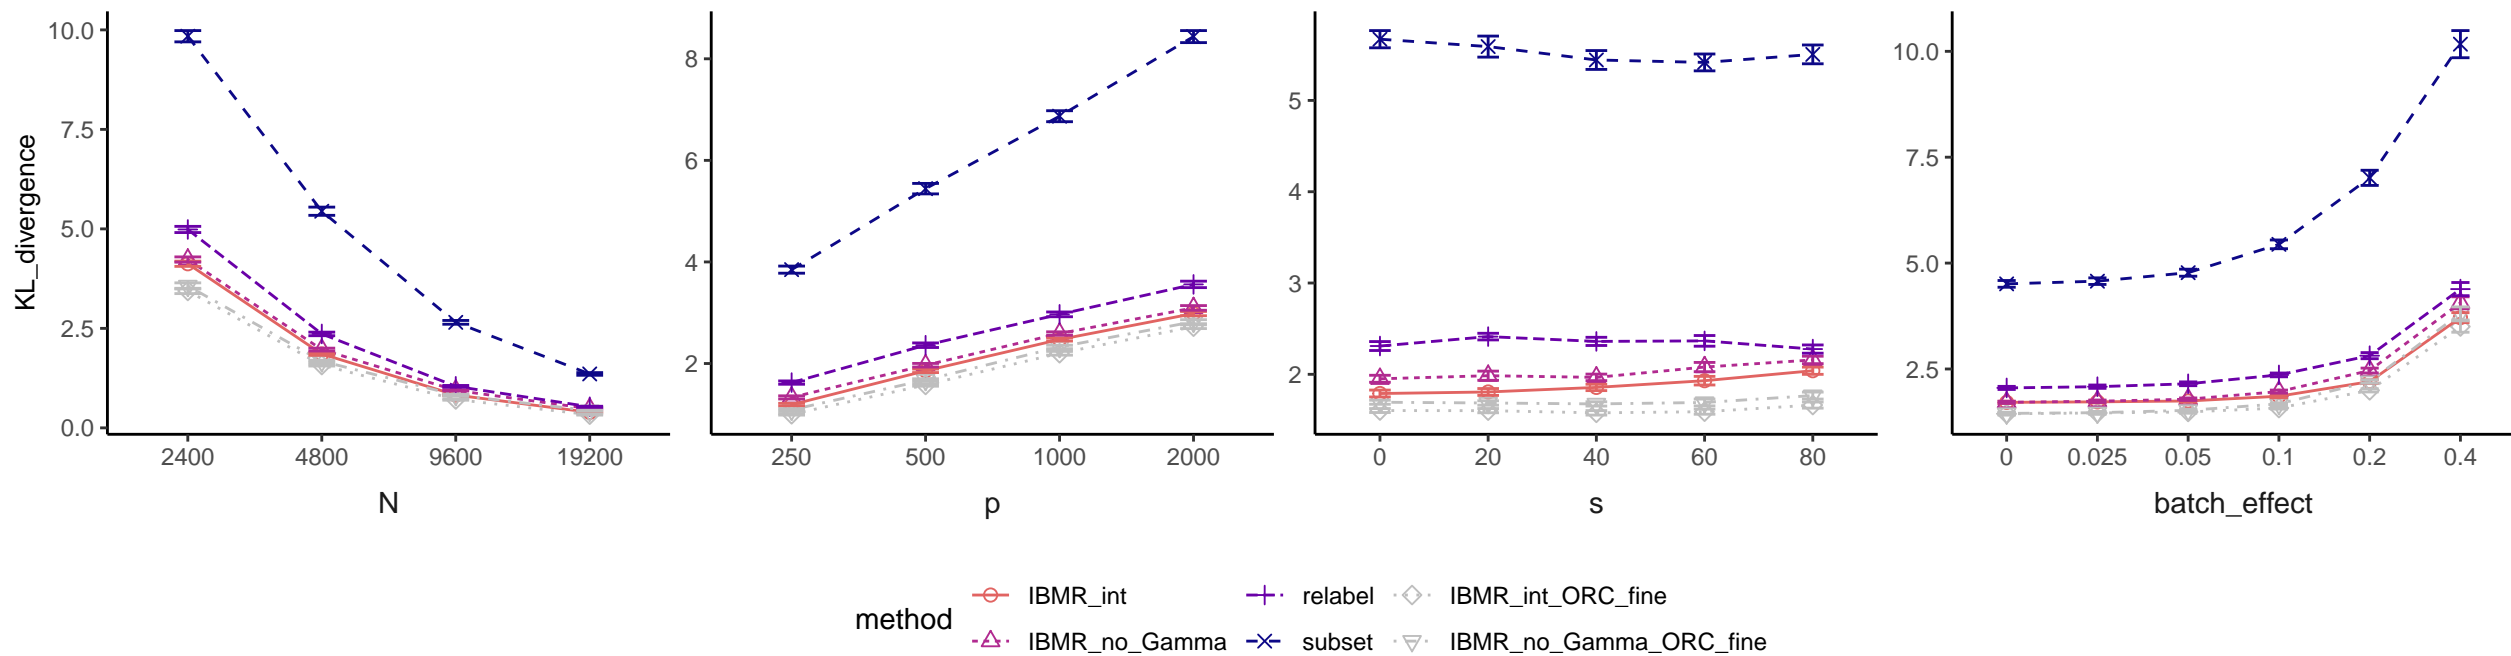 KL_divergence
10.0
7.5
5.0
2.5
0.0
2400 4800 9600 19200
N
8
6
4
2
250 500 1000 2000
p
5
4
3
2
0 20 40 60 80
s
10.0
7.5
5.0
2.5
0 0.025 0.05 0.1 0.2 0.4
batch_effect
method
IBMR_int relabel IBMR_int_ORC_fine
IBMR_no_Gamma subset IBMR_no_Gamma_ORC_fine